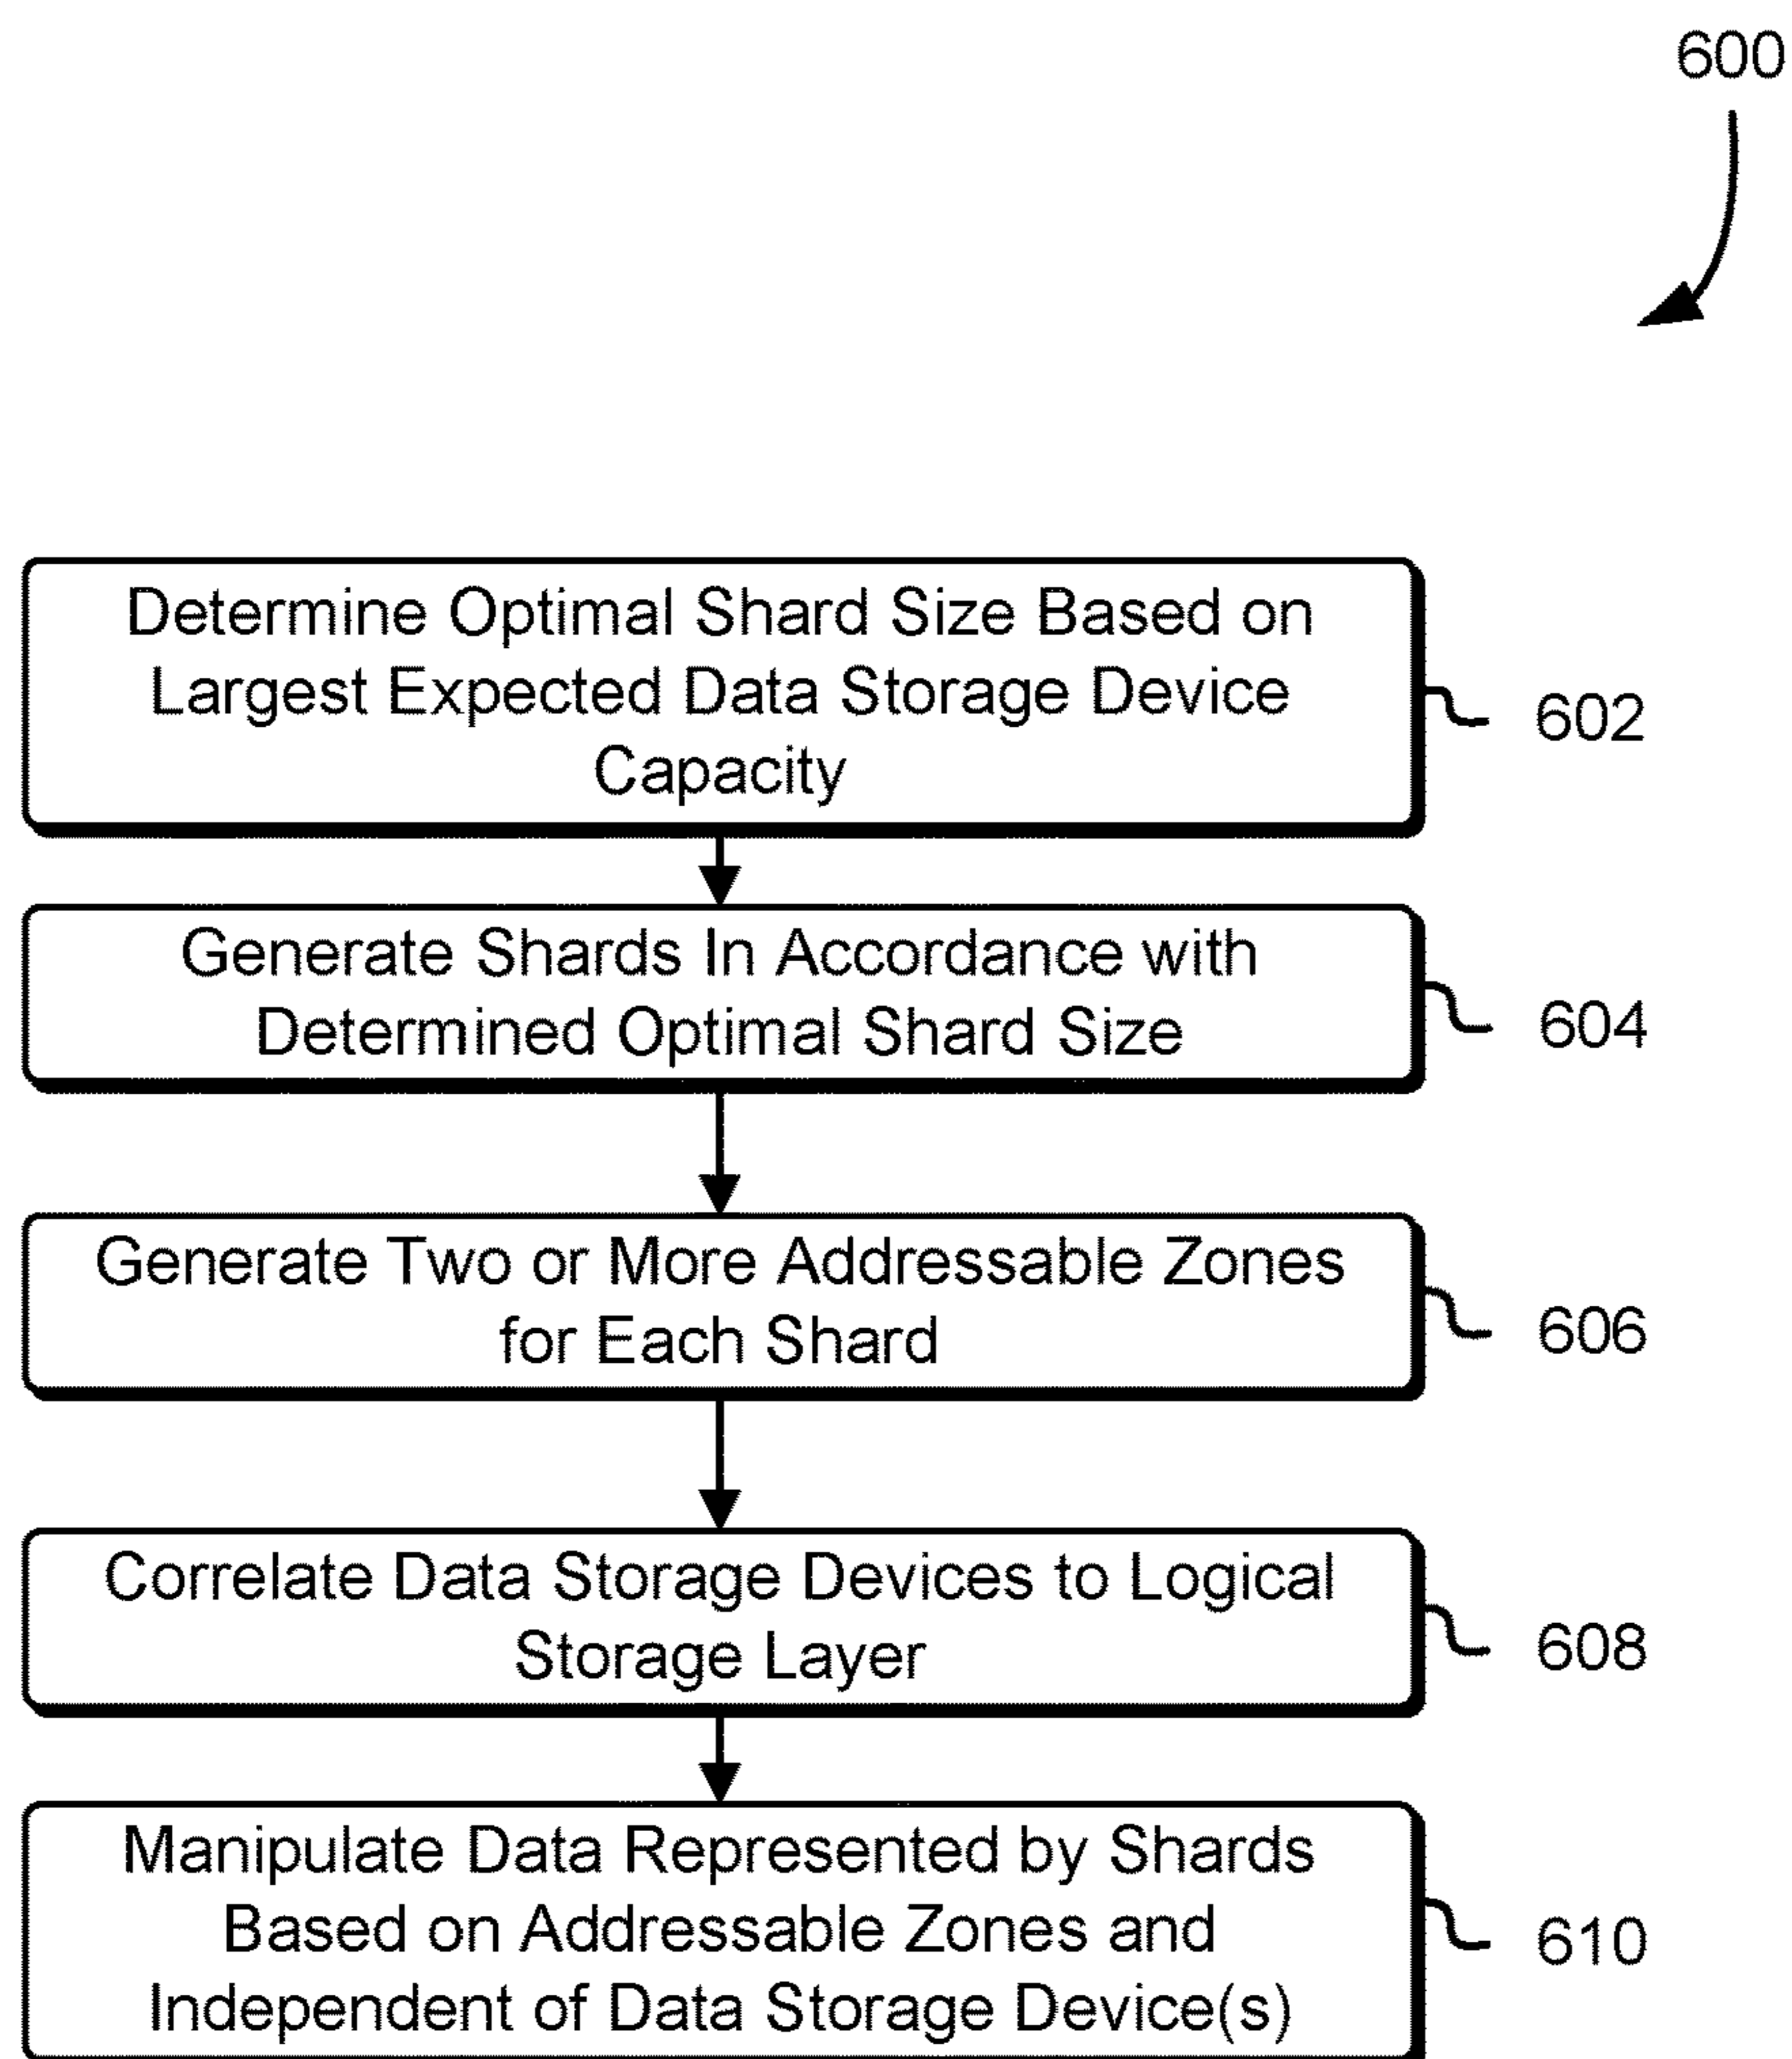 600
Determine Optimal Shard Size Based on
Largest Expected Data Storage Device
Capacity
602
Generate Shards In Accordance with
Determined Optimal Shard Size
604
Generate Two or More Addressable Zones
for Each Shard
606
Correlate Data Storage Devices to Logical
Storage Layer
608
Manipulate Data Represented by Shards
Based on Addressable Zones and
Independent of Data Storage Device(s)
610